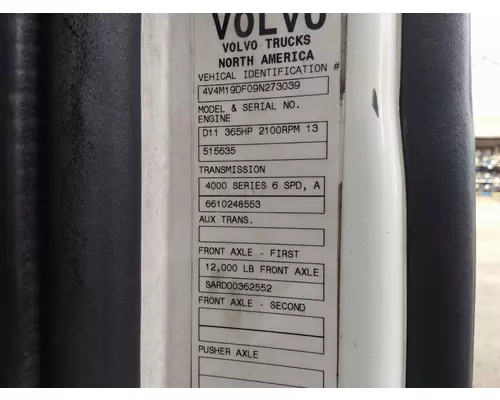 VOLVO
VOLVO TRUCKS
NORTH AMERICA
VEHICAL IDENTIFICATION #
4V4M19DF09N273039
MODEL & SERIAL NO.
ENGINE
D11 365HP 2100RPM 13
515635
TRANSMISSION
4000 SERIES 6 SPD, A
6610248553
AUX TRANS.
FRONT AXLE - FIRST
12,000 LB FRONT AXLE
SARD00362552
FRONT AXLE - SECOND
PUSHER AXLE